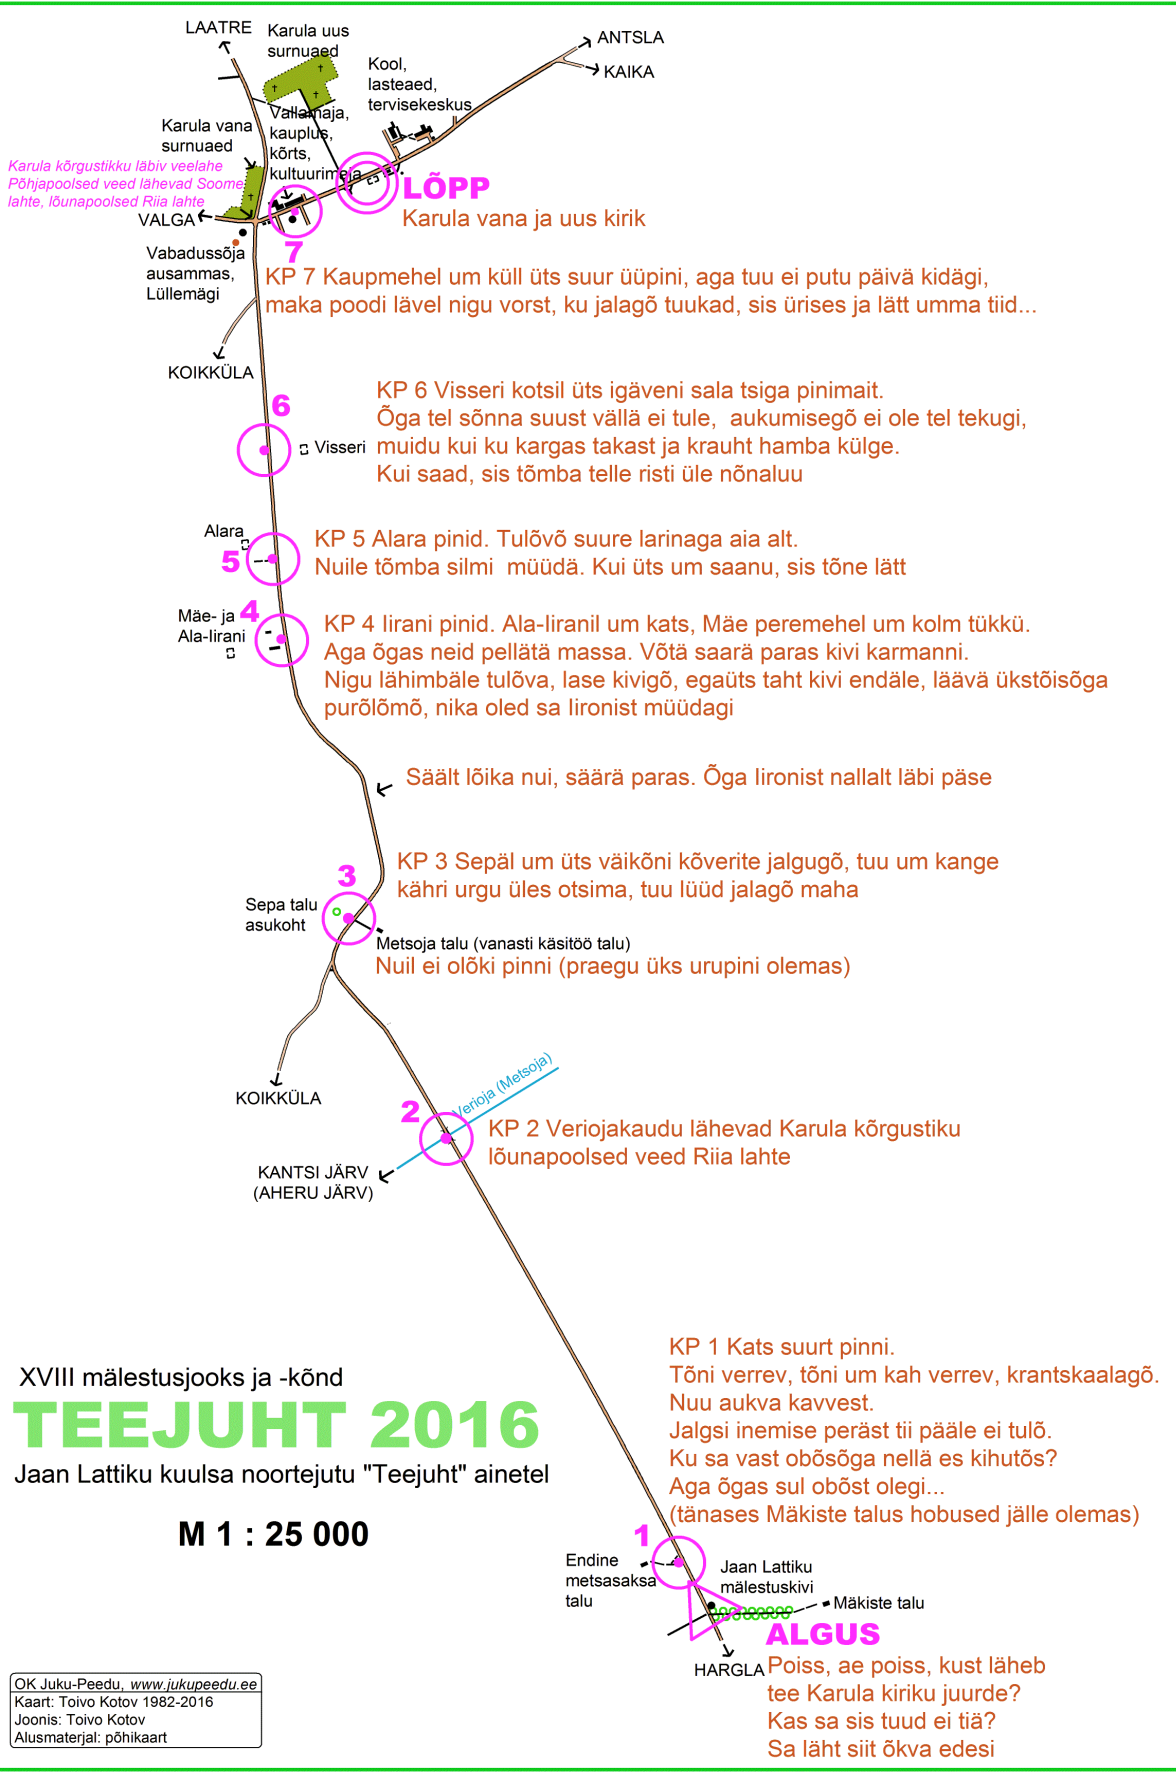 LAATRE
Karula uus
surnuaed
ANTSLA
KAIKA
Kool,
lasteaed,
tervisekeskus
Vallamaja,
kauplus,
kõrts,
kultuurimaja
Karula vana
surnuaed
Karula kõrgustikku läbiv veelahe
Põhjapoolsed veed lähevad Soome
lahte, lõunapoolsed Riia lahte
VALGA
LÕPP
Karula vana ja uus kirik
Vabadussõja
ausammas,
Lüllemägi
7
KP 7 Kaupmehel um küll üts suur üüpini, aga tuu ei putu päivä kidägi,
maka poodi lävel nigu vorst, ku jalagõ tuukad, sis ürises ja lätt umma tiid...
KOIKKÜLA
6
Visseri
KP 6 Visseri kotsil üts igäveni sala tsiga pinimait.
Õga tel sõnna suust vällä ei tule, aukumisegõ ei ole tel tekugi,
muidu kui ku kargas takast ja krauht hamba külge.
Kui saad, sis tõmba telle risti üle nõnaluu
Alara
5
KP 5 Alara pinid. Tulõvõ suure larinaga aia alt.
Nuile tõmba silmi müüdä. Kui üts um saanu, sis tõne lätt
Mäe- ja
Ala-Iirani
4
KP 4 Iirani pinid. Ala-Iiranil um kats, Mäe peremehel um kolm tükkü.
Aga õgas neid pellätä massa. Võtä saarä paras kivi karmanni.
Nigu lähimbäle tulõva, lase kivigõ, egaüts taht kivi endäle, läävä ükstõisõga
purõlõmõ, nika oled sa Iironist müüdagi
Säält lõika nui, säärä paras. Õga Iironist nallalt läbi päse
3
KP 3 Sepäl um üts väikõni kõverite jalgugõ, tuu um kange
kähri urgu üles otsima, tuu lüüd jalagõ maha
Sepa talu
asukoht
Metsoja talu (vanasti käsitöö talu)
Nuil ei olõki pinni (praegu üks urupini olemas)
KOIKKÜLA
Verioja (Metsoja)
2
KP 2 Veriojakaudu lähevad Karula kõrgustiku
lõunapoolsed veed Riia lahte
KANTSI JÄRV
(AHERU JÄRV)
KP 1 Kats suurt pinni.
Tõni verrev, tõni um kah verrev, krantskaalagõ.
Nuu aukva kavvest.
Jalgsi inemise peräst tii pääle ei tulõ.
Ku sa vast obõsõga nellä es kihutõs?
Aga õgas sul obõst olegi...
(tänases Mäkiste talus hobused jälle olemas)
XVIII mälestusjooks ja -kõnd
TEEJUHT 2016
Jaan Lattiku kuulsa noortejutu "Teejuht" ainetel
M 1 : 25 000
1
Endine
metsasaksa
talu
Jaan Lattiku
mälestuskivi
Mäkiste talu
ALGUS
HARGLA
Poiss, ae poiss, kust läheb
tee Karula kiriku juurde?
Kas sa sis tuud ei tiä?
Sa läht siit õkva edesi
OK Juku-Peedu, www.jukupeedu.ee
Kaart: Toivo Kotov 1982-2016
Joonis: Toivo Kotov
Alusmaterjal: põhikaart